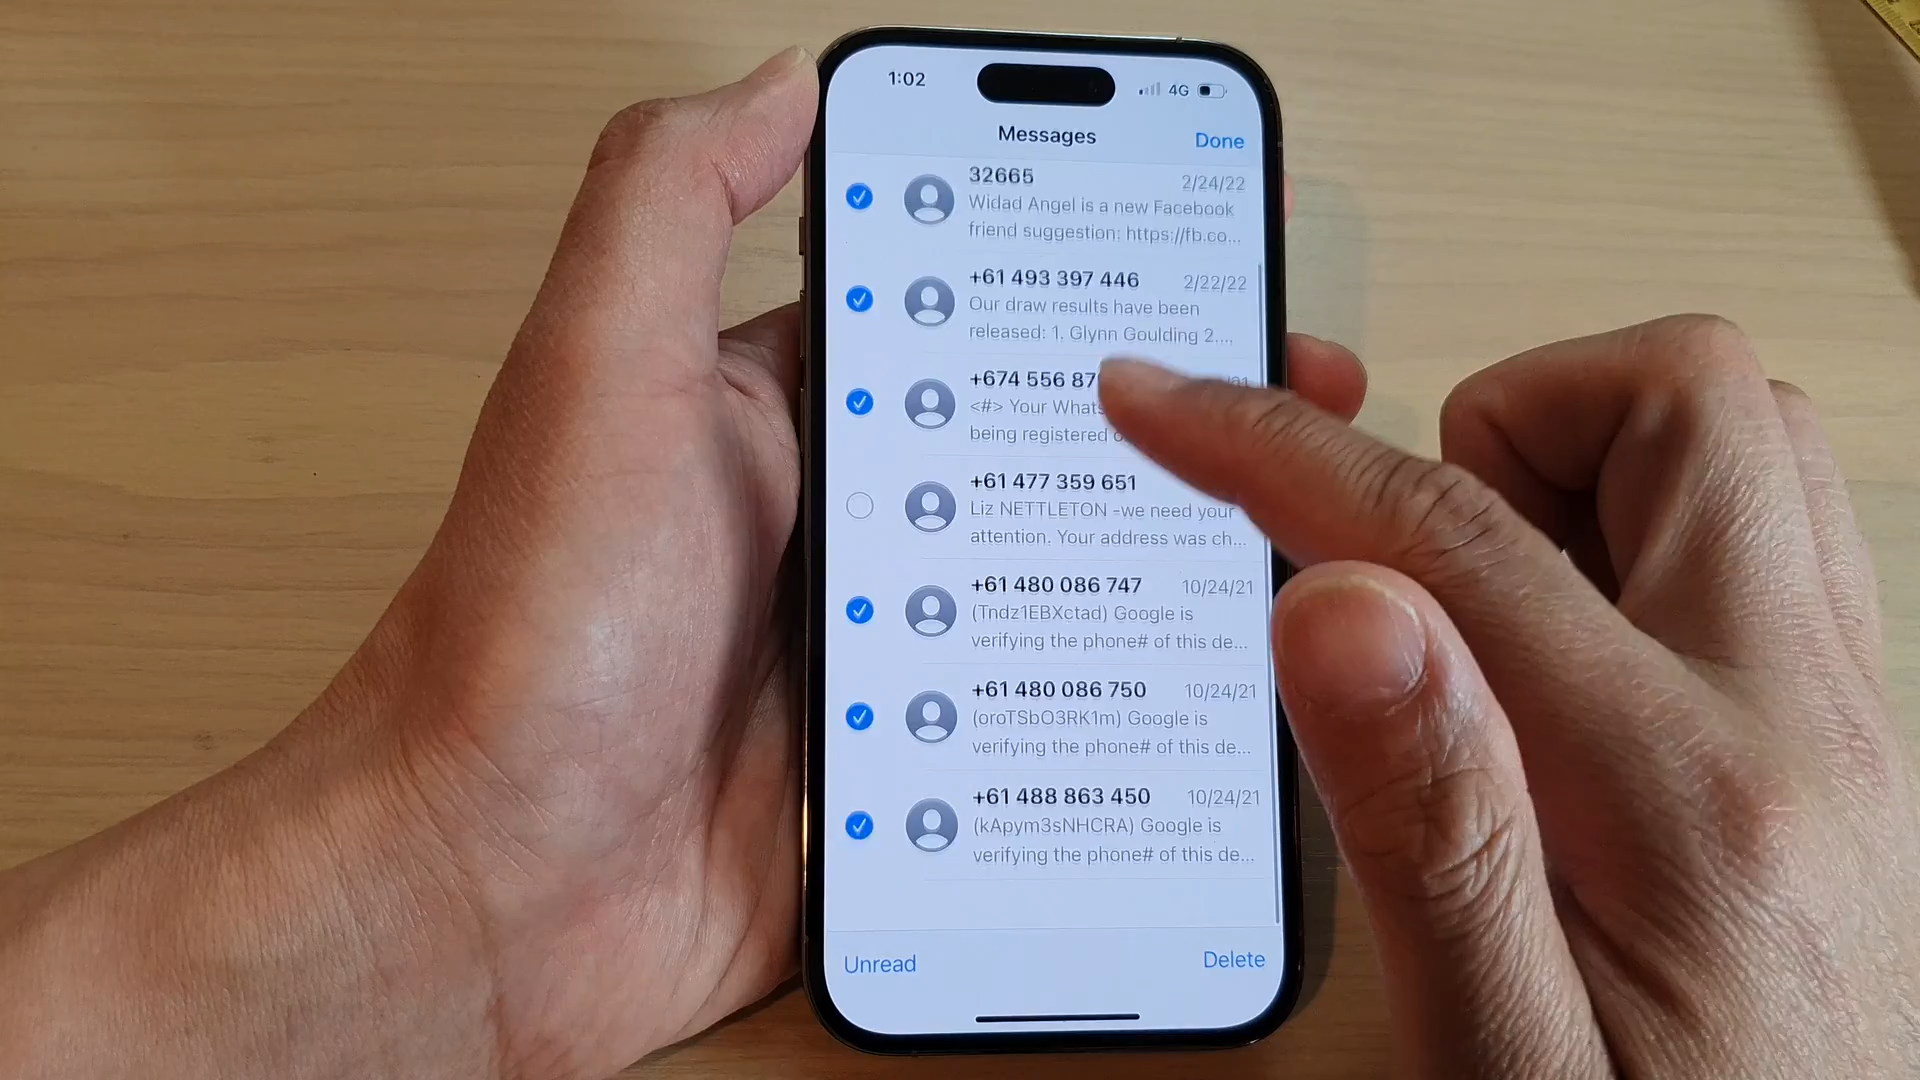 1:02
4G
Messages
Done
32665
2/24/22
Widad Angel is a new Facebook
friend suggestion: https://fb.co...
+61 493 397 446
2/22/22
Our draw results have been
released: 1. Glynn Goulding 2....
+674 556 87
<#> Your Whats
being registered
+61 477 359 651
Liz NETTLETON -we need your
attention. Your address was ch...
+61 480 086 747
10/24/21
(Tndz1EBXctad) Google is
verifying the phone# of this de...
+61 480 086 750
10/24/21
(oroTSbO3RK1m) Google is
verifying the phone# of this de...
+61 488 863 450
10/24/21
(kApym3sNHCRA) Google is
verifying the phone# of this de...
Unread
Delete